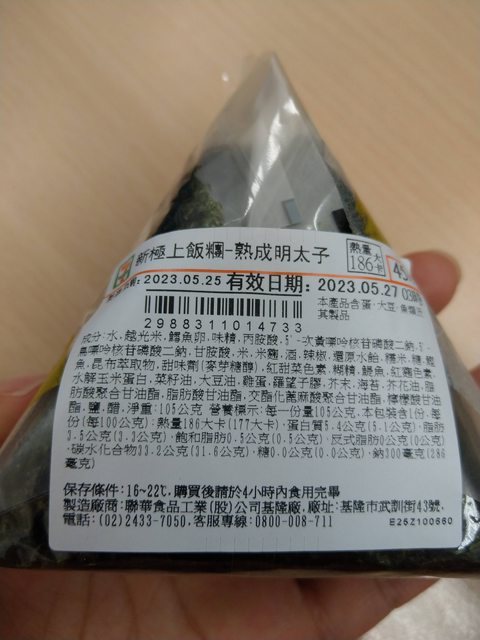 新極上飯糰-熟成明太子
熱量大
186卡
45
2023.05.25 有效日期: 2023.05.27 03時
本產品含蛋、大豆、魚類及
其製品
2988311014733
成分:水,越光米,鱈魚卵,味精,丙胺酸,5'-次黃嘌呤核苷磷酸二鈉,5'-
鳥嘌呤核苷磷酸二鈉,甘胺酸,米,米麴,酒,辣椒,還原水飴,糯米,糖,鰹
魚,昆布萃取物,甜味劑(麥芽糖醇),紅甜菜色素,糊精,鰻魚,紅麴色素,
水解玉米蛋白,菜籽油,大豆油,雞蛋,羅望子膠,芥末,海苔,芥花油,脂
肪酸聚合甘油酯,脂肪酸甘油酯,交酯化蓖麻酸聚合甘油酯,檸檬酸甘油
酯,鹽,醋,淨重:105公克 營養標示:每一份量105公克,本包裝含1份,每
份(每100公克):熱量186大卡(177大卡)·蛋白質5.4公克(5.1公克)·脂肪
3.5公克(3.3公克)·飽和脂肪0.5公克(0.5公克)·反式脂肪0公克(0公克)
·碳水化合物33.2公克(31.6公克)·糖0.0公克(0.0公克)·鈉300毫克(286
毫克)
保存條件:16~22℃,購買後請於4小時內食用完畢
製造廠商:聯華食品工業(股)公司基隆廠,廠址:基隆市武訓街43號,
電話:(02)2433-7050,客服專線:0800-008-711
E26Z100660